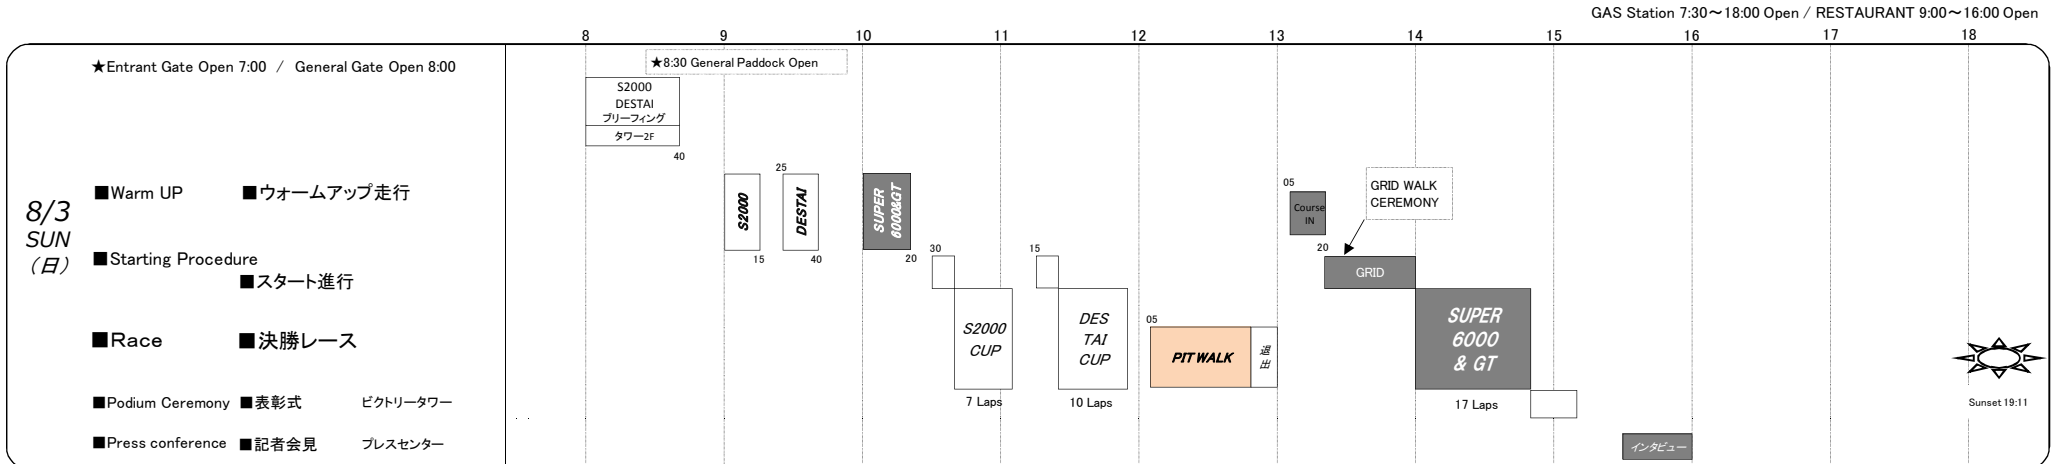 GAS Station 7:30～18:00 Open / RESTAURANT 9:00～16:00 Open
8 9 10 11 12 13 14 15 16 17 18
★Entrant Gate Open 7:00 / General Gate Open 8:00
★8:30 General Paddock Open
S2000
DESTAI
ブリーフィング
タワー2F
40
8/3
SUN
（日）
■Warm UP ■ウォームアップ走行
S2000
15
25
DESTAI
40
SUPER
6000&GT
20
05
Course
IN
GRID WALK
CEREMONY
■Starting Procedure
■スタート進行
30
15
20
GRID
■Race ■決勝レース
S2000
CUP
7 Laps
DES
TAI
CUP
10 Laps
05
PIT WALK
退
出
SUPER
6000
& GT
17 Laps
Sunset 19:11
■Podium Ceremony ■表彰式 ビクトリータワー
■Press conference ■記者会見 プレスセンター
インタビュー